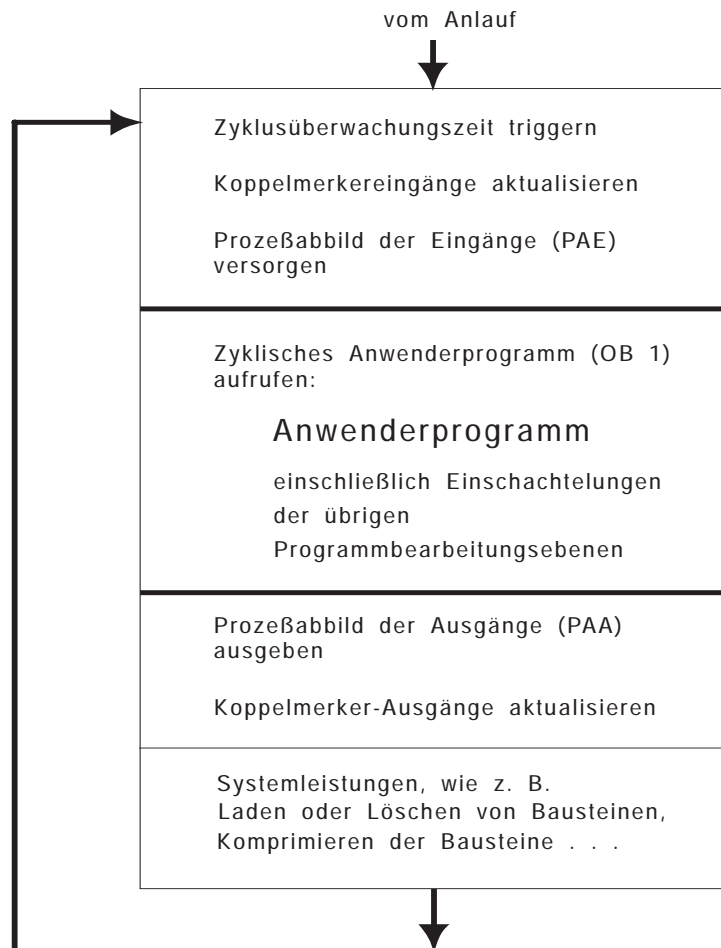 vom Anlauf
Zyklusüberwachungszeit triggern
Koppelmerkereingänge aktualisieren
Prozeßabbild der Eingänge (PAE)
versorgen
Zyklisches Anwenderprogramm (OB 1)
aufrufen:
Anwenderprogramm
einschließlich Einschachtelungen
der übrigen
Programmbearbeitungsebenen
Prozeßabbild der Ausgänge (PAA)
ausgeben
Koppelmerker-Ausgänge aktualisieren
Systemleistungen, wie z. B.
Laden oder Löschen von Bausteinen,
Komprimieren der Bausteine . . .